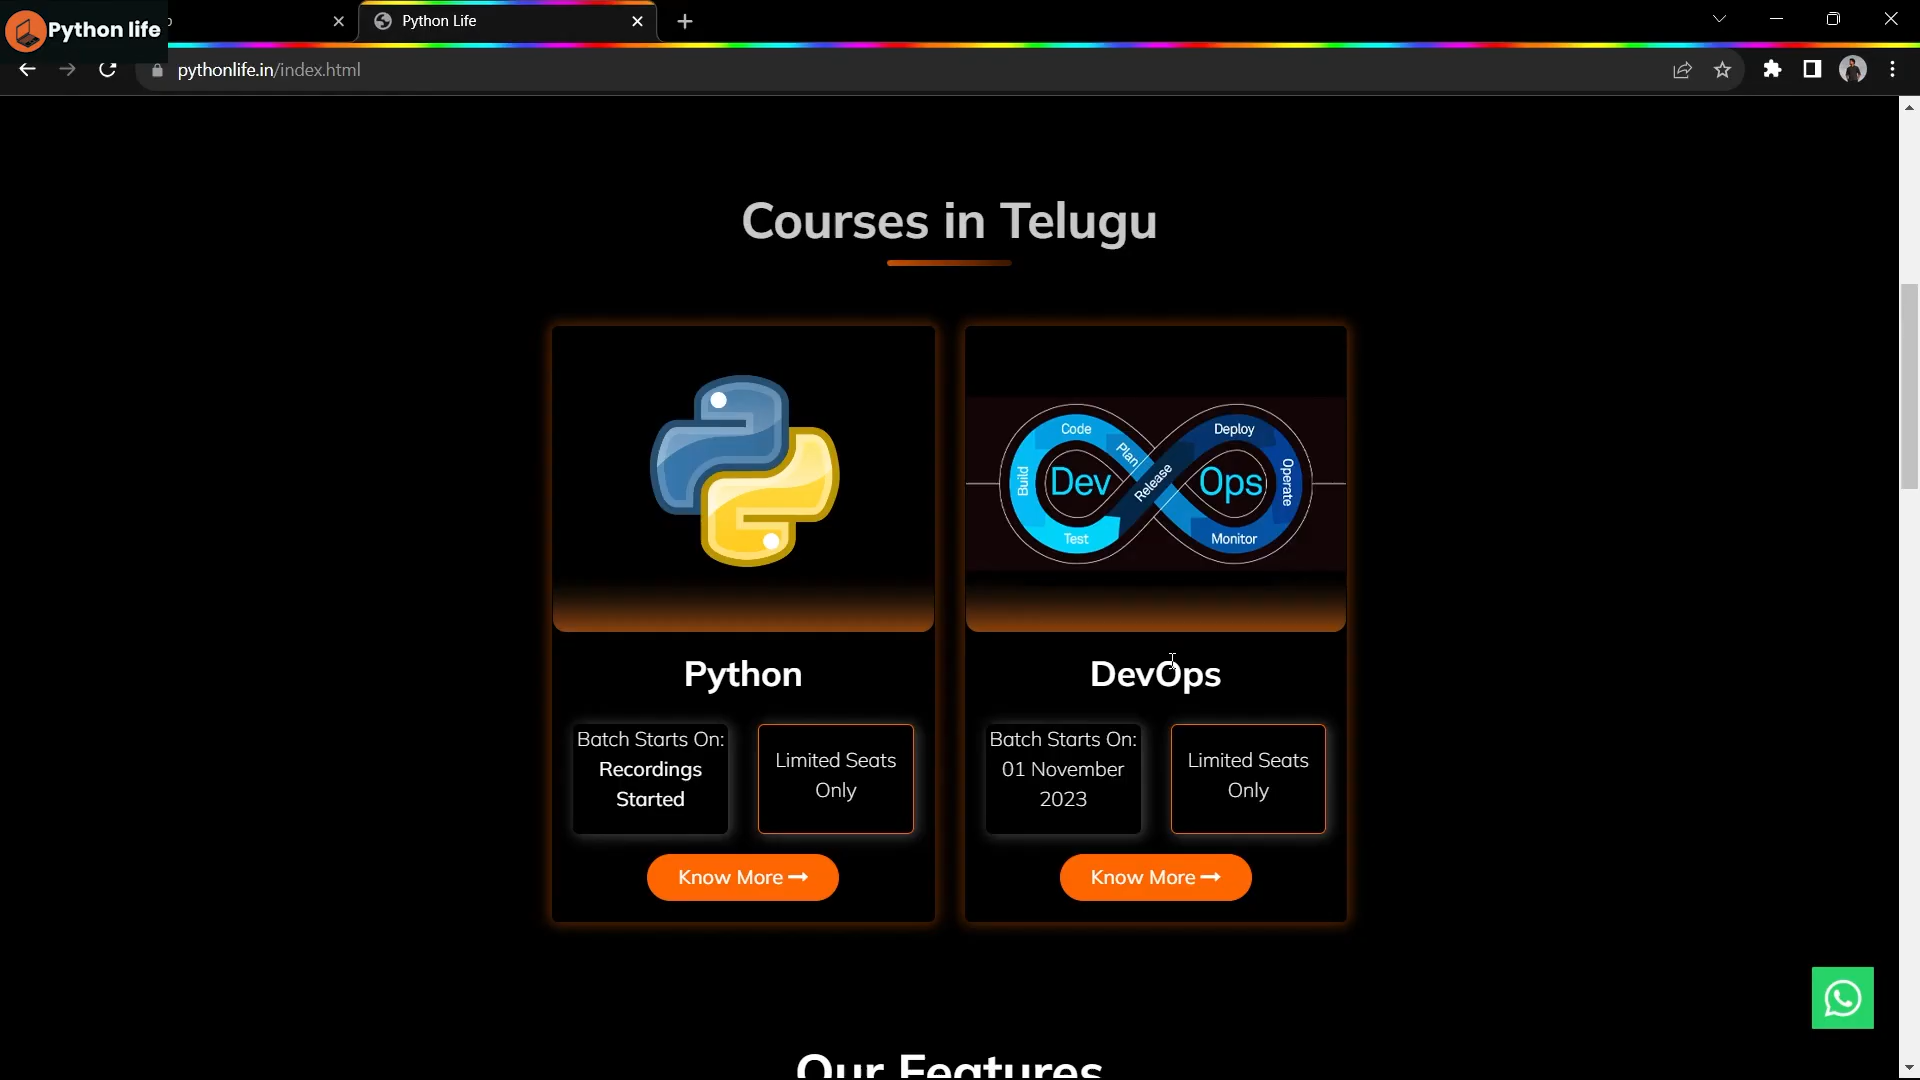 Python life
Python Life
pythonlife.in/index.html
Courses in Telugu
Code
Plan
Build
Dev
Test
Release
Deploy
Ops
Operate
Monitor
Python
Batch Starts On:
Recordings
Started
Limited Seats
Only
Know More
DevOps
Batch Starts On:
01 November
2023
Limited Seats
Only
Know More
Our Features